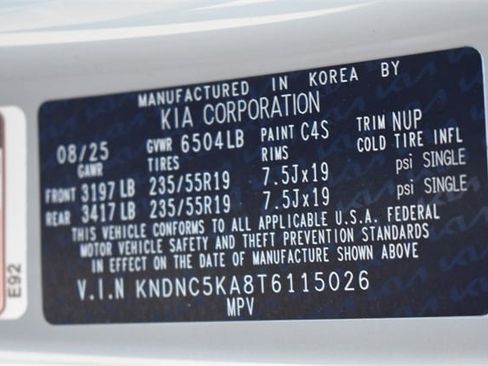 MANUFACTURED IN KOREA BY
KIA CORPORATION
08/25 GVWR 6504LB PAINT C4S TRIM NUP
GAWR TIRES RIMS COLD TIRE INFL
FRONT 3197 LB 235/55R19 7.5Jx19 psi SINGLE
REAR 3417 LB 235/55R19 7.5Jx19 psi SINGLE
THIS VEHICLE CONFORMS TO ALL APPLICABLE U.S.A. FEDERAL
MOTOR VEHICLE SAFETY AND THEFT PREVENTION STANDARDS
IN EFFECT ON THE DATE OF MANUFACTURE SHOWN ABOVE
V.I.N KNDNC5KA8T6115026
MPV
E92